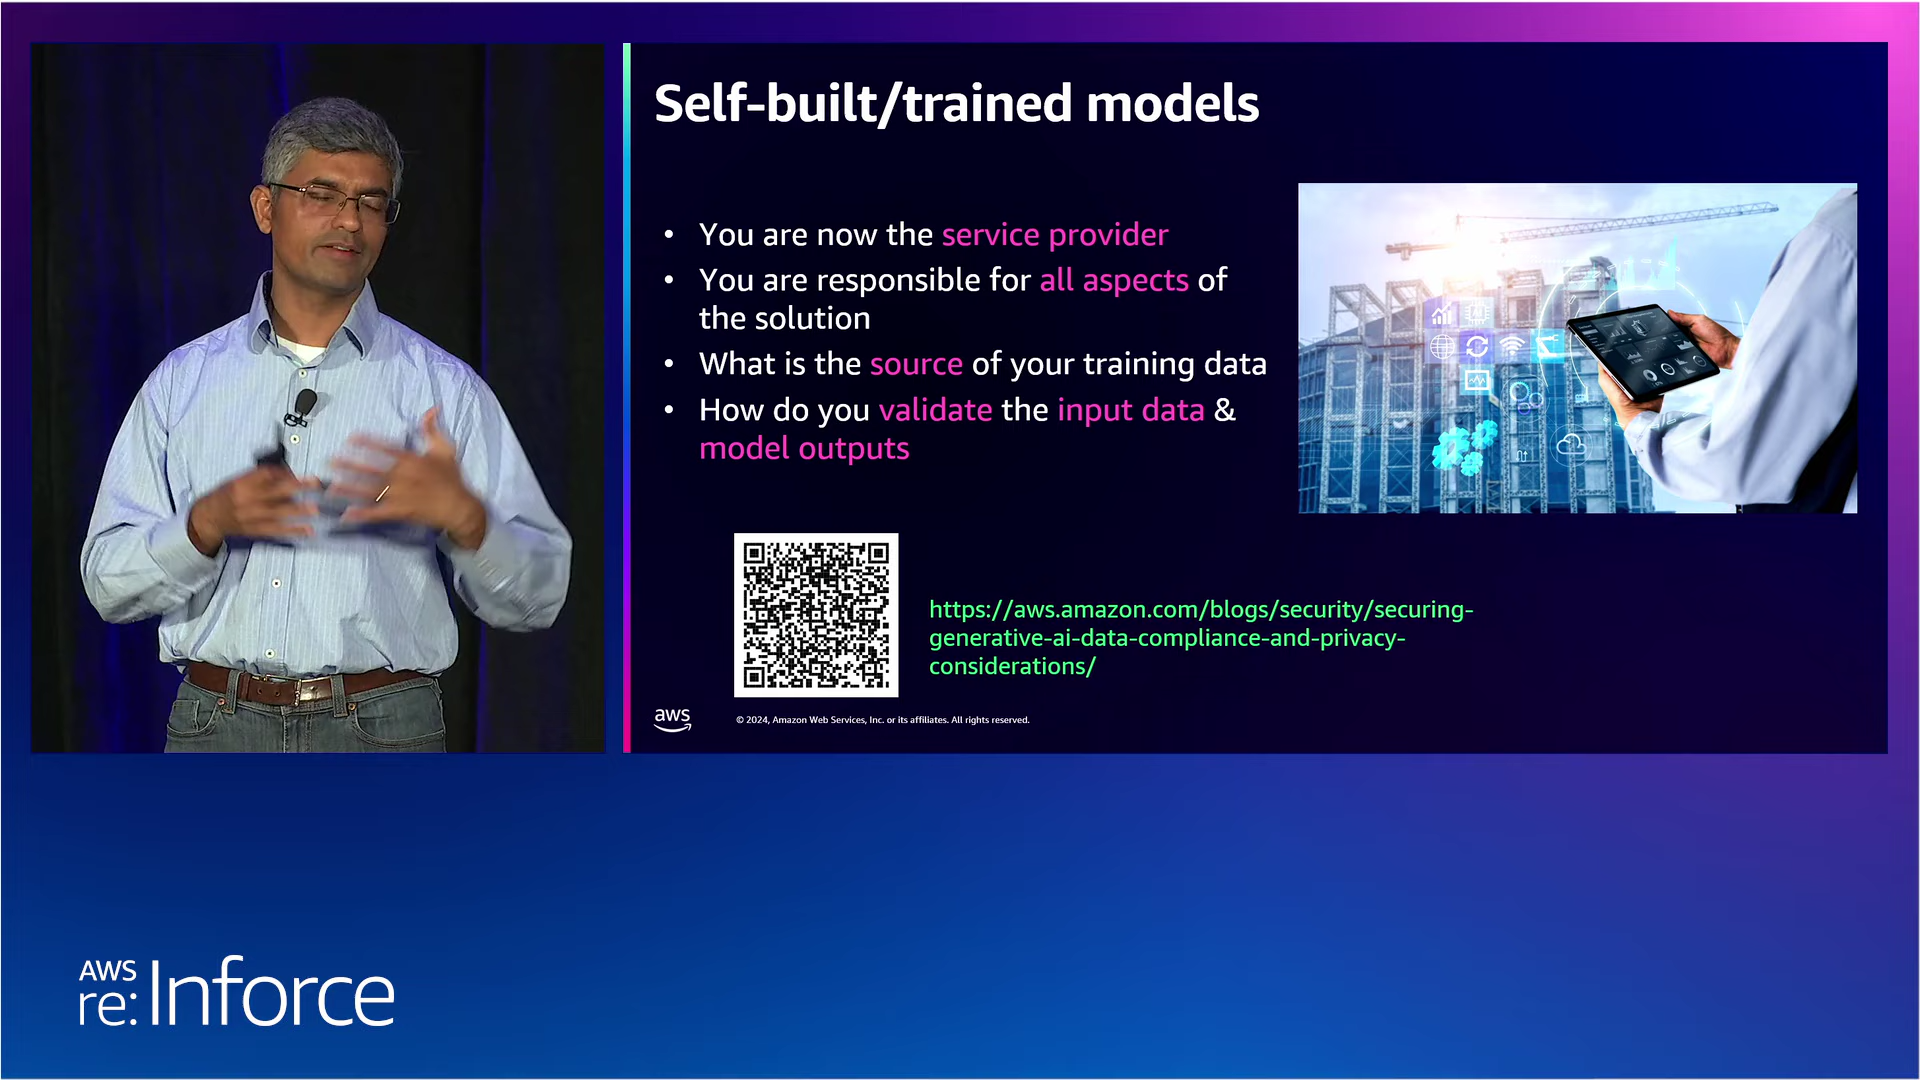 Self-built/trained models
• You are now the service provider
• You are responsible for all aspects of
the solution
• What is the source of your training data
• How do you validate the input data &
model outputs
https://aws.amazon.com/blogs/security/securing-
generative-ai-data-compliance-and-privacy-
considerations/
aws
© 2024, Amazon Web Services, Inc. or its affiliates. All rights reserved.
AWS
re:Inforce